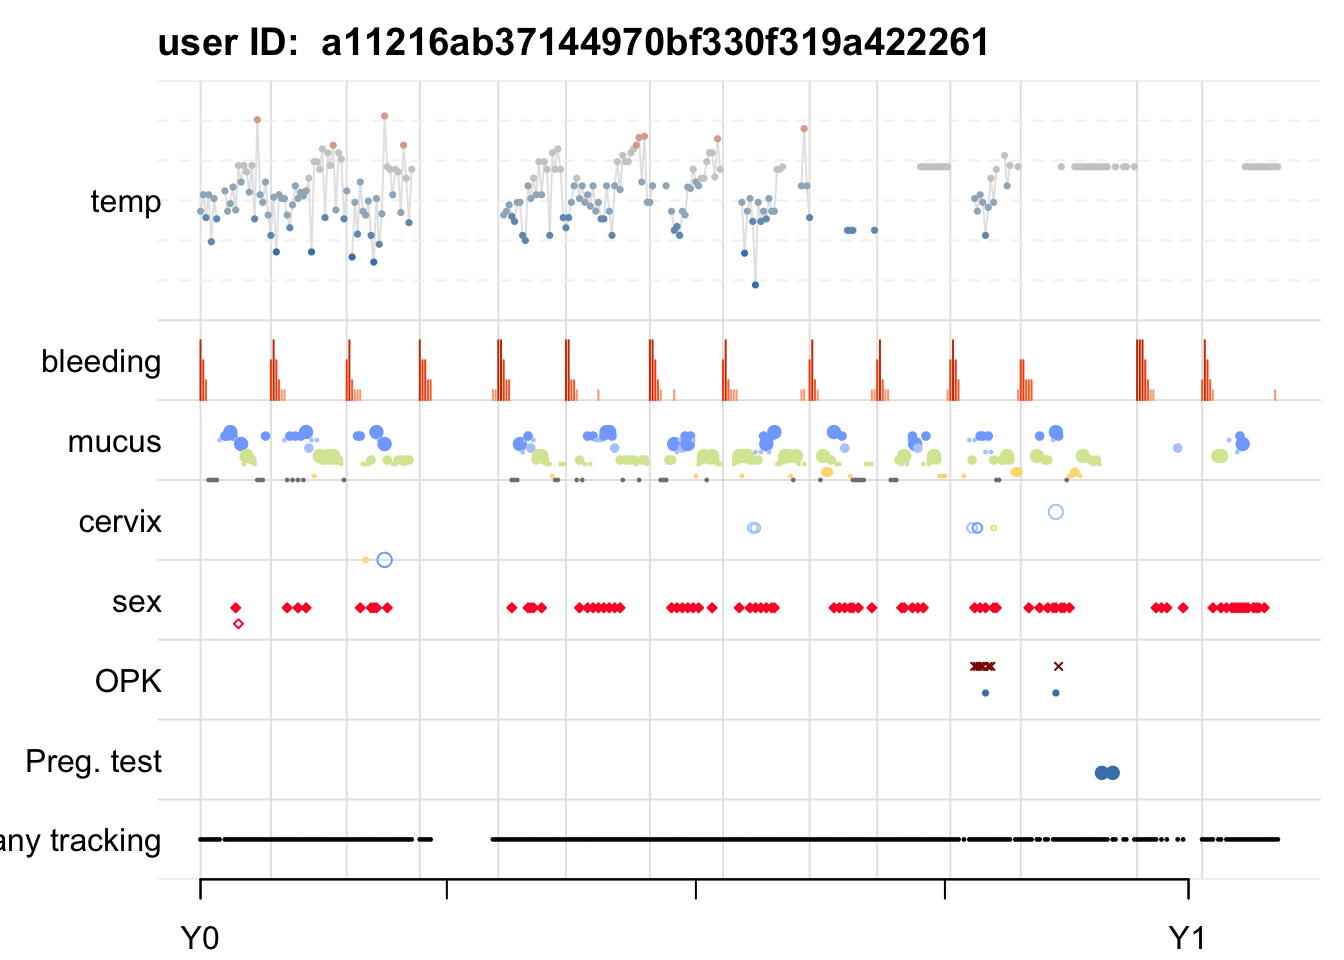 user ID:  a11216ab37144970bf330f319a422261
temp
bleeding
mucus
cervix
sex
OPK
Preg. test
any tracking
Y0
Y1